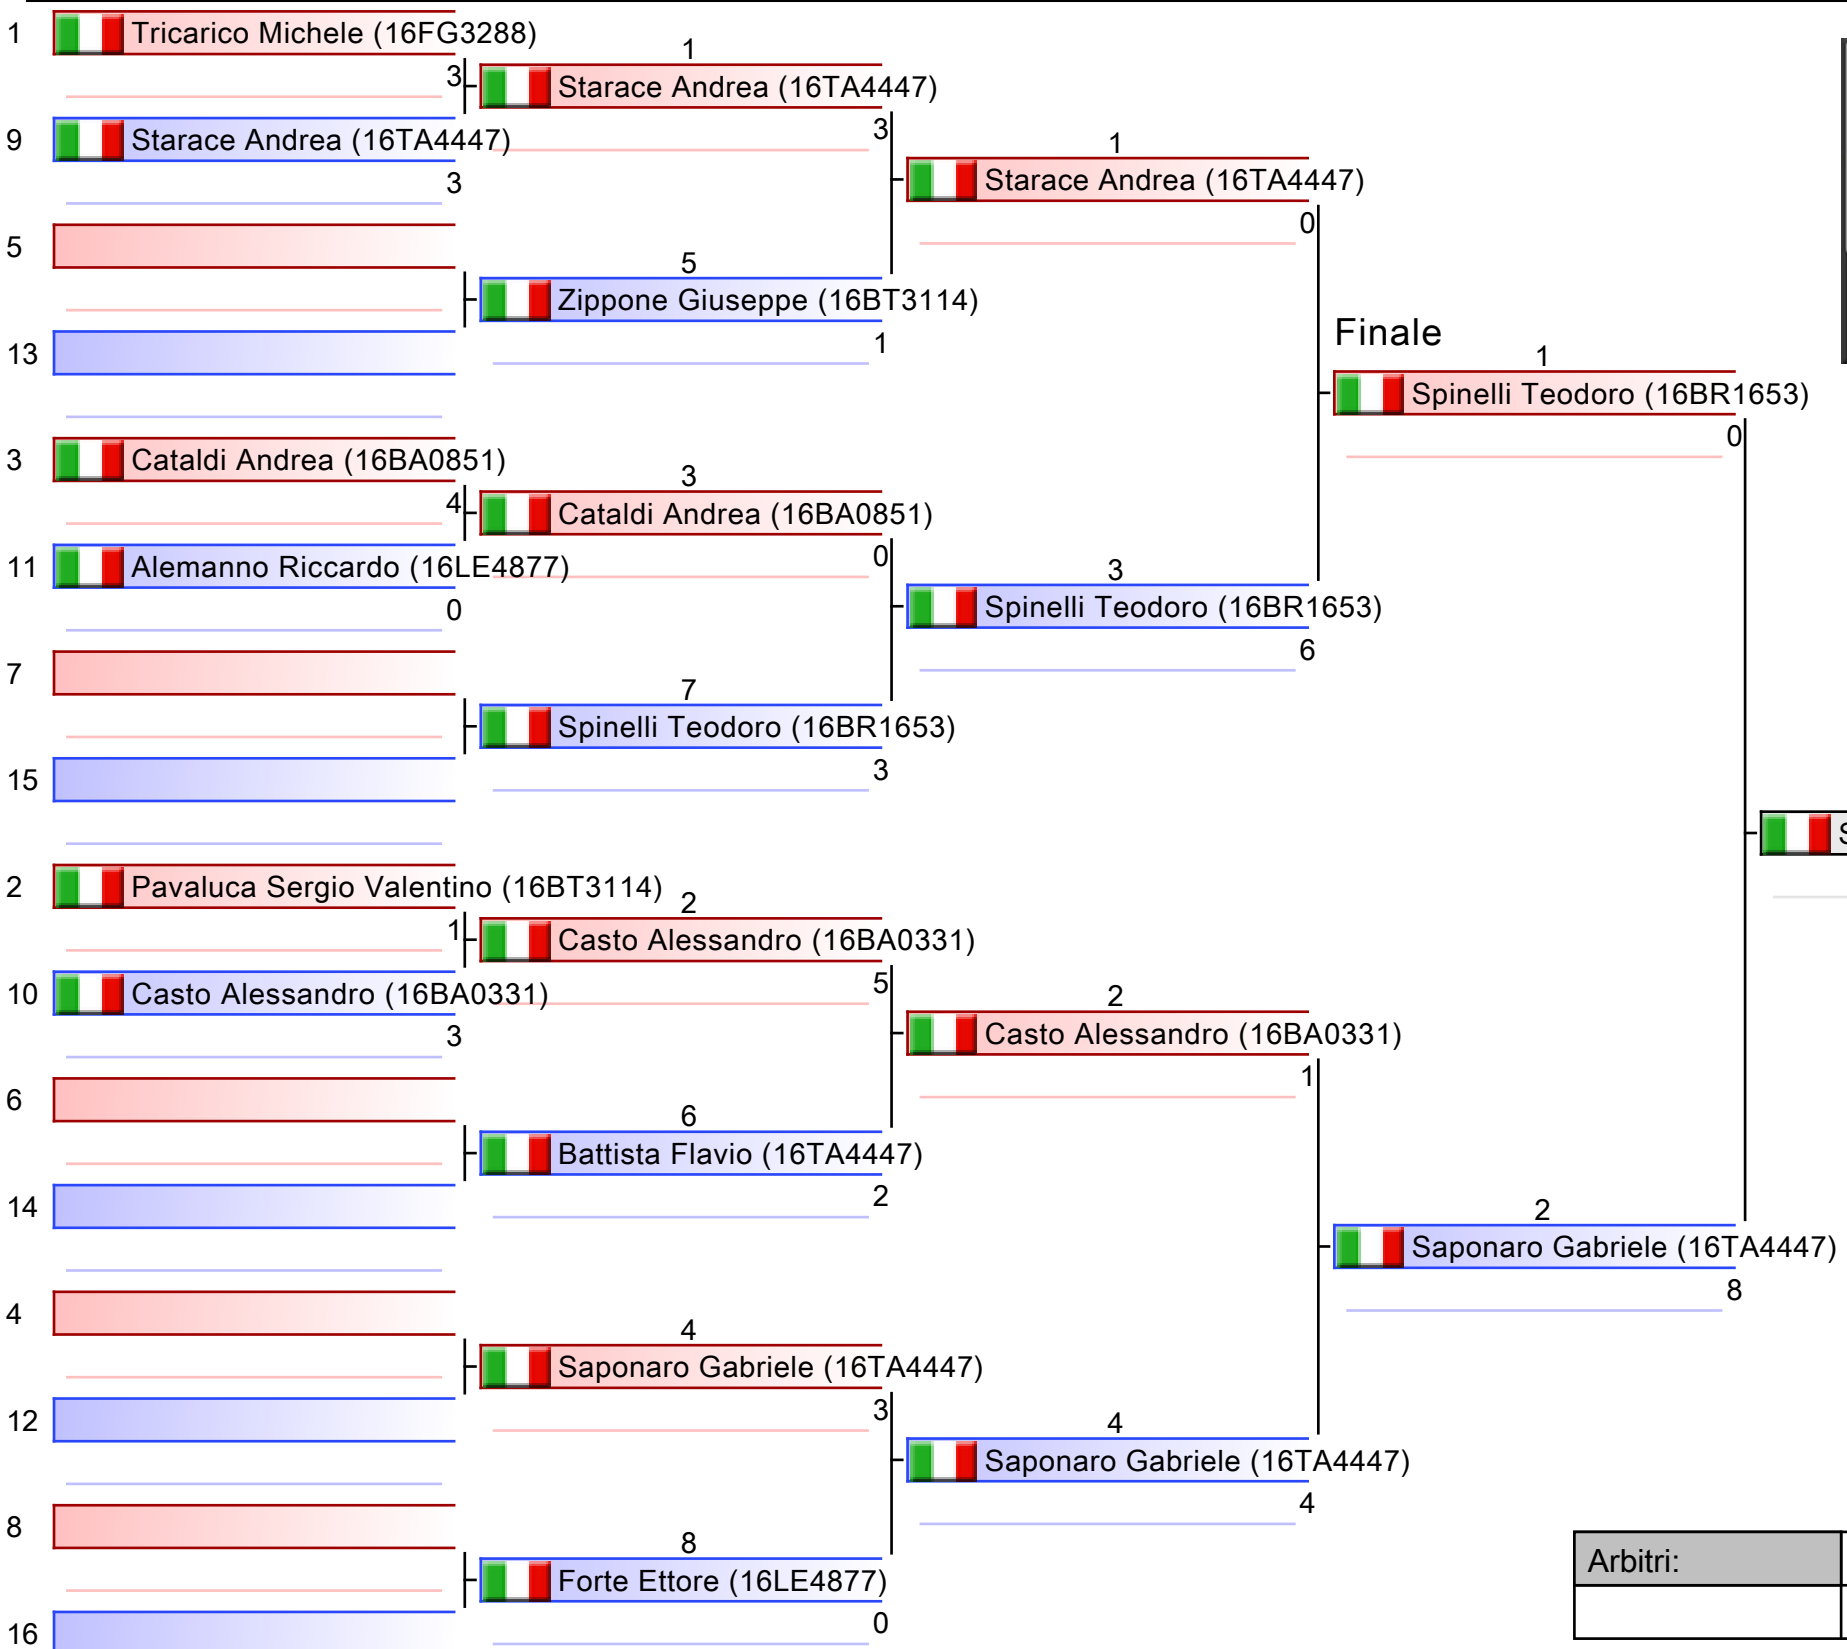 1 Tricarico Michele (16FG3288)
3
9 Starace Andrea (16TA4447)
3
5
13
3 Cataldi Andrea (16BA0851)
4
11 Alemanno Riccardo (16LE4877)
0
7
15
2 Pavaluca Sergio Valentino (16BT3114)
1
10 Casto Alessandro (16BA0331)
3
6
14
4
12
8
16
1
Starace Andrea (16TA4447)
3
5
Zippone Giuseppe (16BT3114)
1
3
Cataldi Andrea (16BA0851)
0
7
Spinelli Teodoro (16BR1653)
3
2
Casto Alessandro (16BA0331)
5
6
Battista Flavio (16TA4447)
2
4
Saponaro Gabriele (16TA4447)
3
8
Forte Ettore (16LE4877)
0
1
Starace Andrea (16TA4447)
0
3
Spinelli Teodoro (16BR1653)
6
2
Casto Alessandro (16BA0331)
1
4
Saponaro Gabriele (16TA4447)
4
Finale
1
Spinelli Teodoro (16BR1653)
0
2
Saponaro Gabriele (16TA4447)
8
Arbitri: